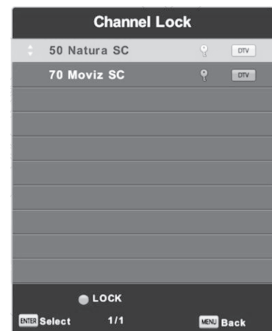 Channel Lock
50 Natura SC DTV
70 Moviz SC DTV
LOCK
ENTER Select 1/1 MENU Back